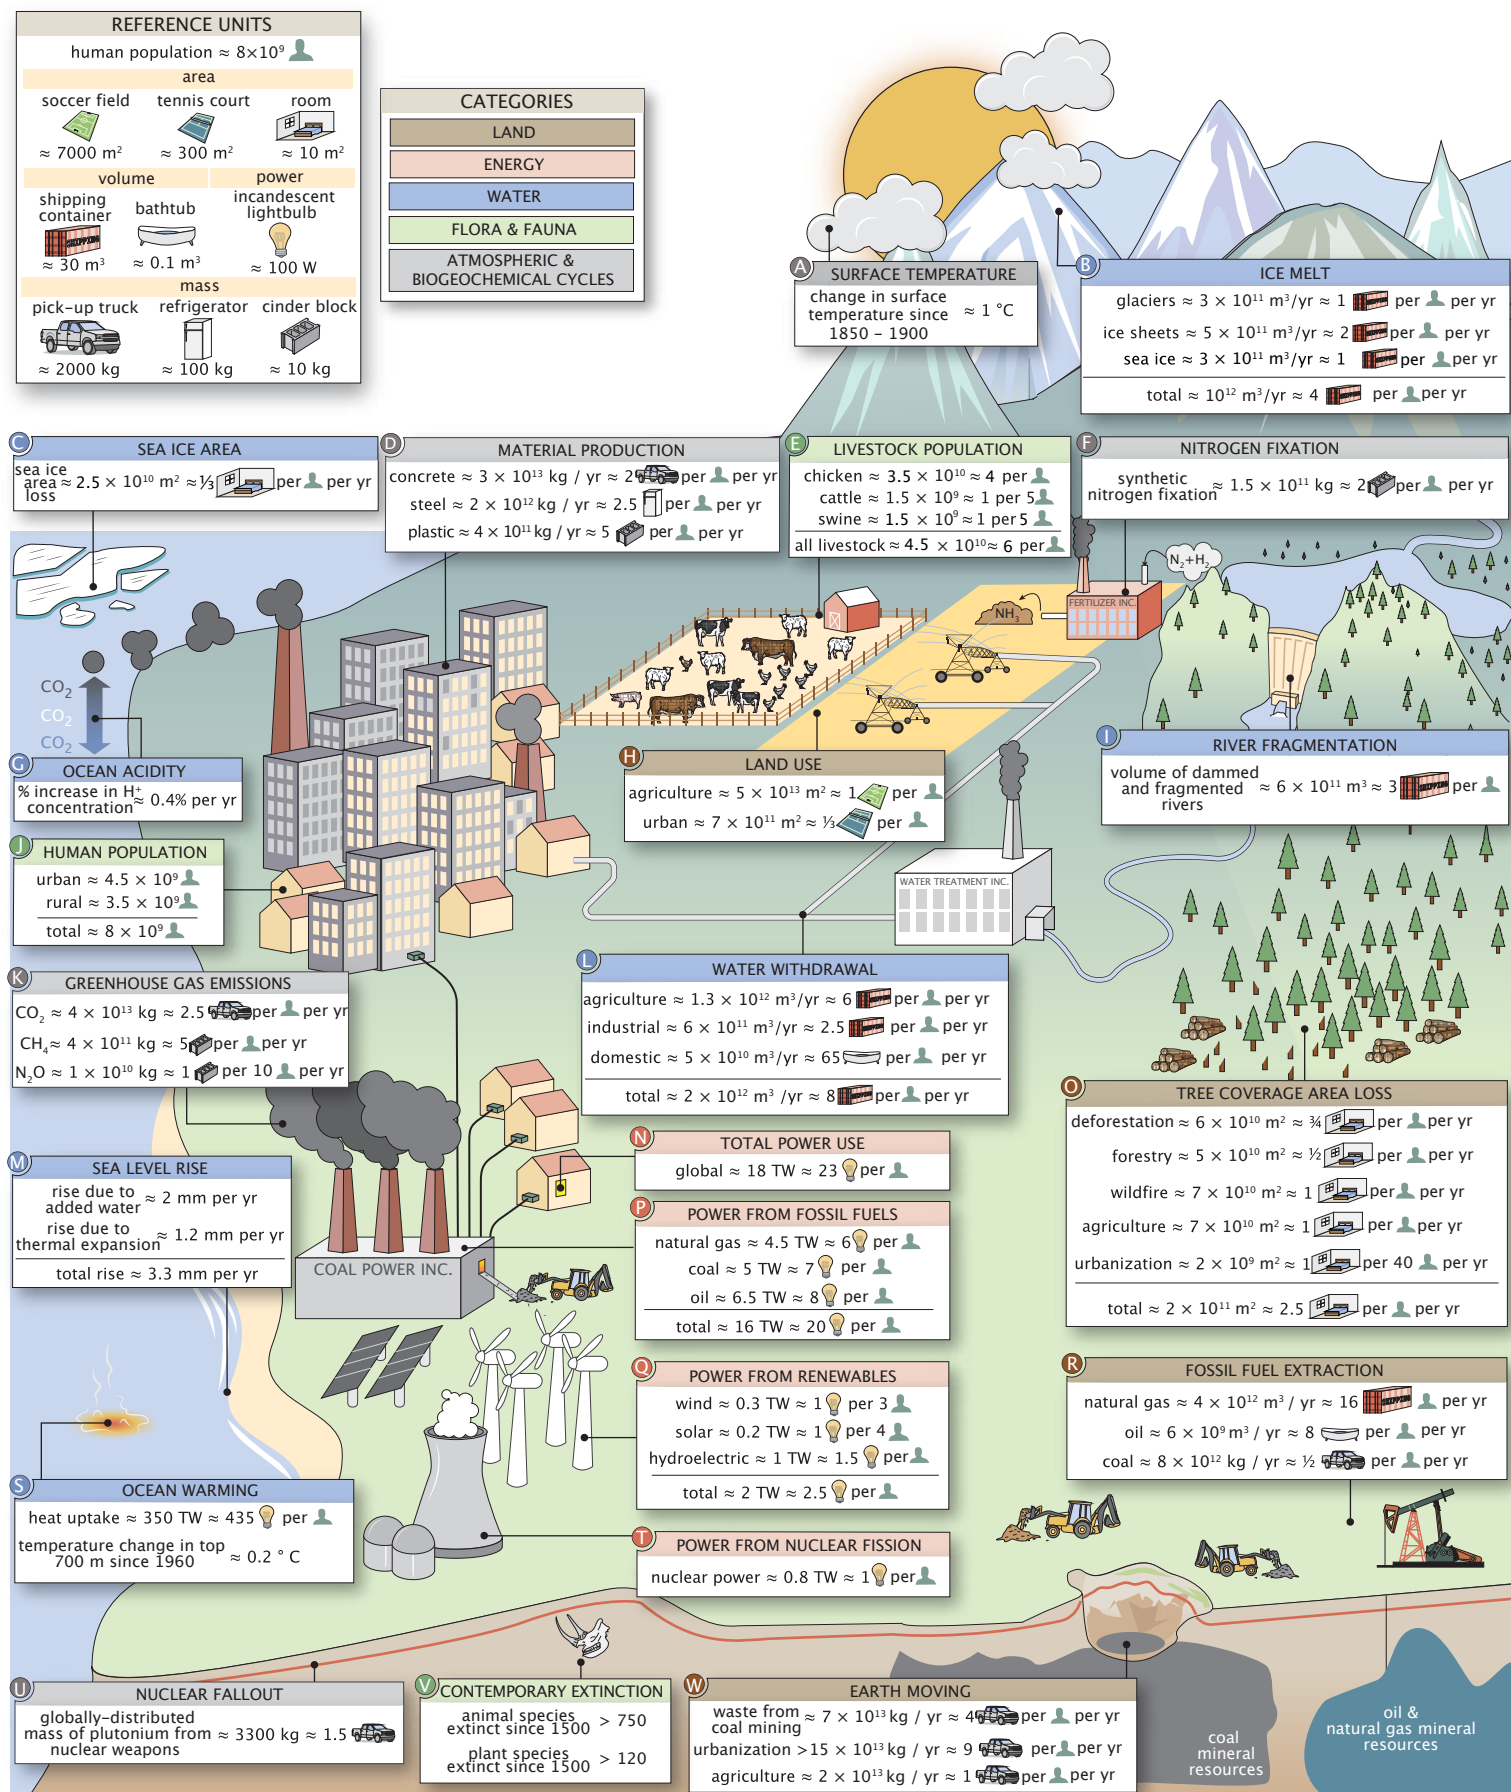 REFERENCE UNITS
human population ≈ 8×10⁹
area
soccer field tennis court room
≈ 7000 m² ≈ 300 m² ≈ 10 m²
volume power
shipping container bathtub incandescent lightbulb
SHIPPING
≈ 30 m³ ≈ 0.1 m³ ≈ 100 W
mass
pick-up truck refrigerator cinder block
≈ 2000 kg ≈ 100 kg ≈ 10 kg
CATEGORIES
LAND
ENERGY
WATER
FLORA & FAUNA
ATMOSPHERIC &
BIOGEOCHEMICAL CYCLES
A SURFACE TEMPERATURE
change in surface
temperature since ≈ 1 °C
1850 – 1900
B ICE MELT
glaciers ≈ 3 × 10¹¹ m³/yr ≈ 1 SHIPPING per per yr
ice sheets ≈ 5 × 10¹¹ m³/yr ≈ 2 SHIPPING per per yr
sea ice ≈ 3 × 10¹¹ m³/yr ≈ 1 SHIPPING per per yr
total ≈ 10¹² m³/yr ≈ 4 SHIPPING per per yr
C SEA ICE AREA
sea ice
area ≈ 2.5 × 10¹⁰ m² ≈ ⅓ per per yr
loss
D MATERIAL PRODUCTION
concrete ≈ 3 × 10¹³ kg / yr ≈ 2 per per yr
steel ≈ 2 × 10¹² kg / yr ≈ 2.5 per per yr
plastic ≈ 4 × 10¹¹ kg / yr ≈ 5 per per yr
E LIVESTOCK POPULATION
chicken ≈ 3.5 × 10¹⁰ ≈ 4 per
cattle ≈ 1.5 × 10⁹ ≈ 1 per 5
swine ≈ 1.5 × 10⁹ ≈ 1 per 5
all livestock ≈ 4.5 × 10¹⁰ ≈ 6 per
F NITROGEN FIXATION
synthetic
nitrogen fixation ≈ 1.5 × 10¹¹ kg ≈ 2 per per yr
N₂+H₂
FERTILIZER INC.
NH₃
CO₂
CO₂
CO₂
G OCEAN ACIDITY
% increase in H⁺
concentration ≈ 0.4% per yr
H LAND USE
agriculture ≈ 5 × 10¹³ m² ≈ 1 per
urban ≈ 7 × 10¹¹ m² ≈ ⅓ per
I RIVER FRAGMENTATION
volume of dammed
and fragmented ≈ 6 × 10¹¹ m³ ≈ 3 SHIPPING per
rivers
J HUMAN POPULATION
urban ≈ 4.5 × 10⁹
rural ≈ 3.5 × 10⁹
total ≈ 8 × 10⁹
WATER TREATMENT INC.
K GREENHOUSE GAS EMISSIONS
CO₂ ≈ 4 × 10¹³ kg ≈ 2.5 per per yr
CH₄ ≈ 4 × 10¹¹ kg ≈ 5 per per yr
N₂O ≈ 1 × 10¹⁰ kg ≈ 1 per 10 per yr
L WATER WITHDRAWAL
agriculture ≈ 1.3 × 10¹² m³/yr ≈ 6 SHIPPING per per yr
industrial ≈ 6 × 10¹¹ m³/yr ≈ 2.5 SHIPPING per per yr
domestic ≈ 5 × 10¹⁰ m³/yr ≈ 65 per per yr
total ≈ 2 × 10¹² m³ /yr ≈ 8 SHIPPING per per yr
M SEA LEVEL RISE
rise due to
added water ≈ 2 mm per yr
rise due to
thermal expansion ≈ 1.2 mm per yr
total rise ≈ 3.3 mm per yr
COAL POWER INC.
N TOTAL POWER USE
global ≈ 18 TW ≈ 23 per
O TREE COVERAGE AREA LOSS
deforestation ≈ 6 × 10¹⁰ m² ≈ ¾ per per yr
forestry ≈ 5 × 10¹⁰ m² ≈ ½ per per yr
wildfire ≈ 7 × 10¹⁰ m² ≈ 1 per per yr
agriculture ≈ 7 × 10¹⁰ m² ≈ 1 per per yr
urbanization ≈ 2 × 10⁹ m² ≈ 1 per 40 per yr
total ≈ 2 × 10¹¹ m² ≈ 2.5 per per yr
P POWER FROM FOSSIL FUELS
natural gas ≈ 4.5 TW ≈ 6 per
coal ≈ 5 TW ≈ 7 per
oil ≈ 6.5 TW ≈ 8 per
total ≈ 16 TW ≈ 20 per
Q POWER FROM RENEWABLES
wind ≈ 0.3 TW ≈ 1 per 3
solar ≈ 0.2 TW ≈ 1 per 4
hydroelectric ≈ 1 TW ≈ 1.5 per
total ≈ 2 TW ≈ 2.5 per
R FOSSIL FUEL EXTRACTION
natural gas ≈ 4 × 10¹² m³ / yr ≈ 16 SHIPPING per yr
oil ≈ 6 × 10⁹ m³ / yr ≈ 8 per per yr
coal ≈ 8 × 10¹² kg / yr ≈ ½ per per yr
S OCEAN WARMING
heat uptake ≈ 350 TW ≈ 435 per
temperature change in top
700 m since 1960 ≈ 0.2 ° C
T POWER FROM NUCLEAR FISSION
nuclear power ≈ 0.8 TW ≈ 1 per
U NUCLEAR FALLOUT
globally-distributed
mass of plutonium from ≈ 3300 kg ≈ 1.5
nuclear weapons
V CONTEMPORARY EXTINCTION
animal species
extinct since 1500 > 750
plant species
extinct since 1500 > 120
W EARTH MOVING
waste from
coal mining ≈ 7 × 10¹³ kg / yr ≈ 4 per per yr
urbanization > 15 × 10¹³ kg / yr ≈ 9 per per yr
agriculture ≈ 2 × 10¹³ kg / yr ≈ 1 per per yr
coal
mineral
resources
oil &
natural gas mineral
resources